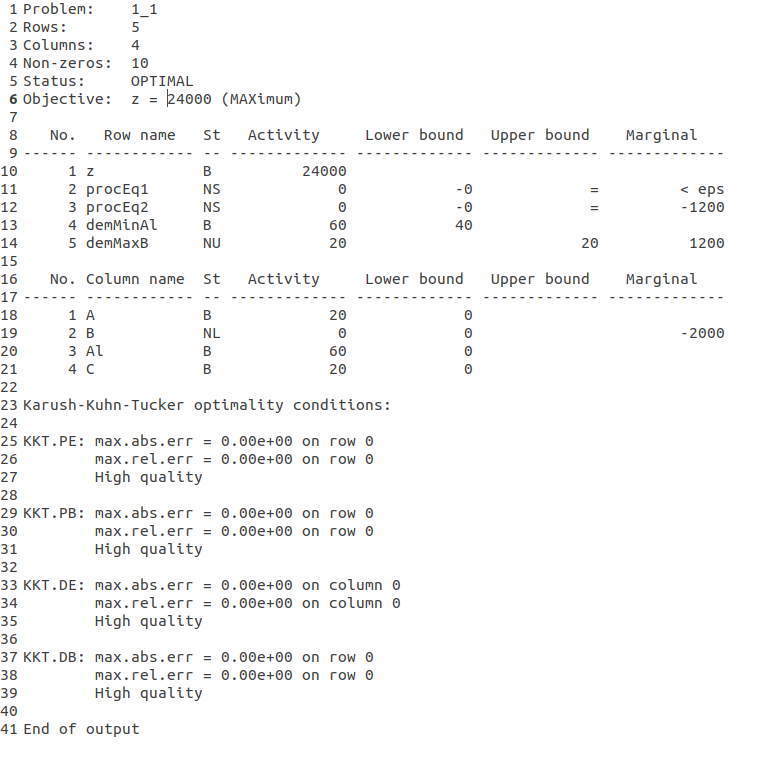 1 Problem:    1_1
2 Rows:       5
3 Columns:    4
4 Non-zeros:  10
5 Status:     OPTIMAL
6 Objective:  z = 24000 (MAXimum)
7
8    No.   Row name   St   Activity     Lower bound   Upper bound    Marginal
9 ------ ------------ -- ------------- ------------- ------------- -------------
10      1 z            B          24000
11      2 procEq1      NS             0            -0             =         < eps
12      3 procEq2      NS             0            -0             =         -1200
13      4 demMinAl     B             60            40
14      5 demMaxB      NU            20                          20          1200
15
16    No. Column name  St   Activity     Lower bound   Upper bound    Marginal
17 ------ ------------ -- ------------- ------------- ------------- -------------
18      1 A            B             20             0
19      2 B            NL             0             0                       -2000
20      3 Al           B             60             0
21      4 C            B             20             0
22
23 Karush-Kuhn-Tucker optimality conditions:
24
25 KKT.PE: max.abs.err = 0.00e+00 on row 0
26         max.rel.err = 0.00e+00 on row 0
27         High quality
28
29 KKT.PB: max.abs.err = 0.00e+00 on row 0
30         max.rel.err = 0.00e+00 on row 0
31         High quality
32
33 KKT.DE: max.abs.err = 0.00e+00 on column 0
34         max.rel.err = 0.00e+00 on column 0
35         High quality
36
37 KKT.DB: max.abs.err = 0.00e+00 on row 0
38         max.rel.err = 0.00e+00 on row 0
39         High quality
40
41 End of output